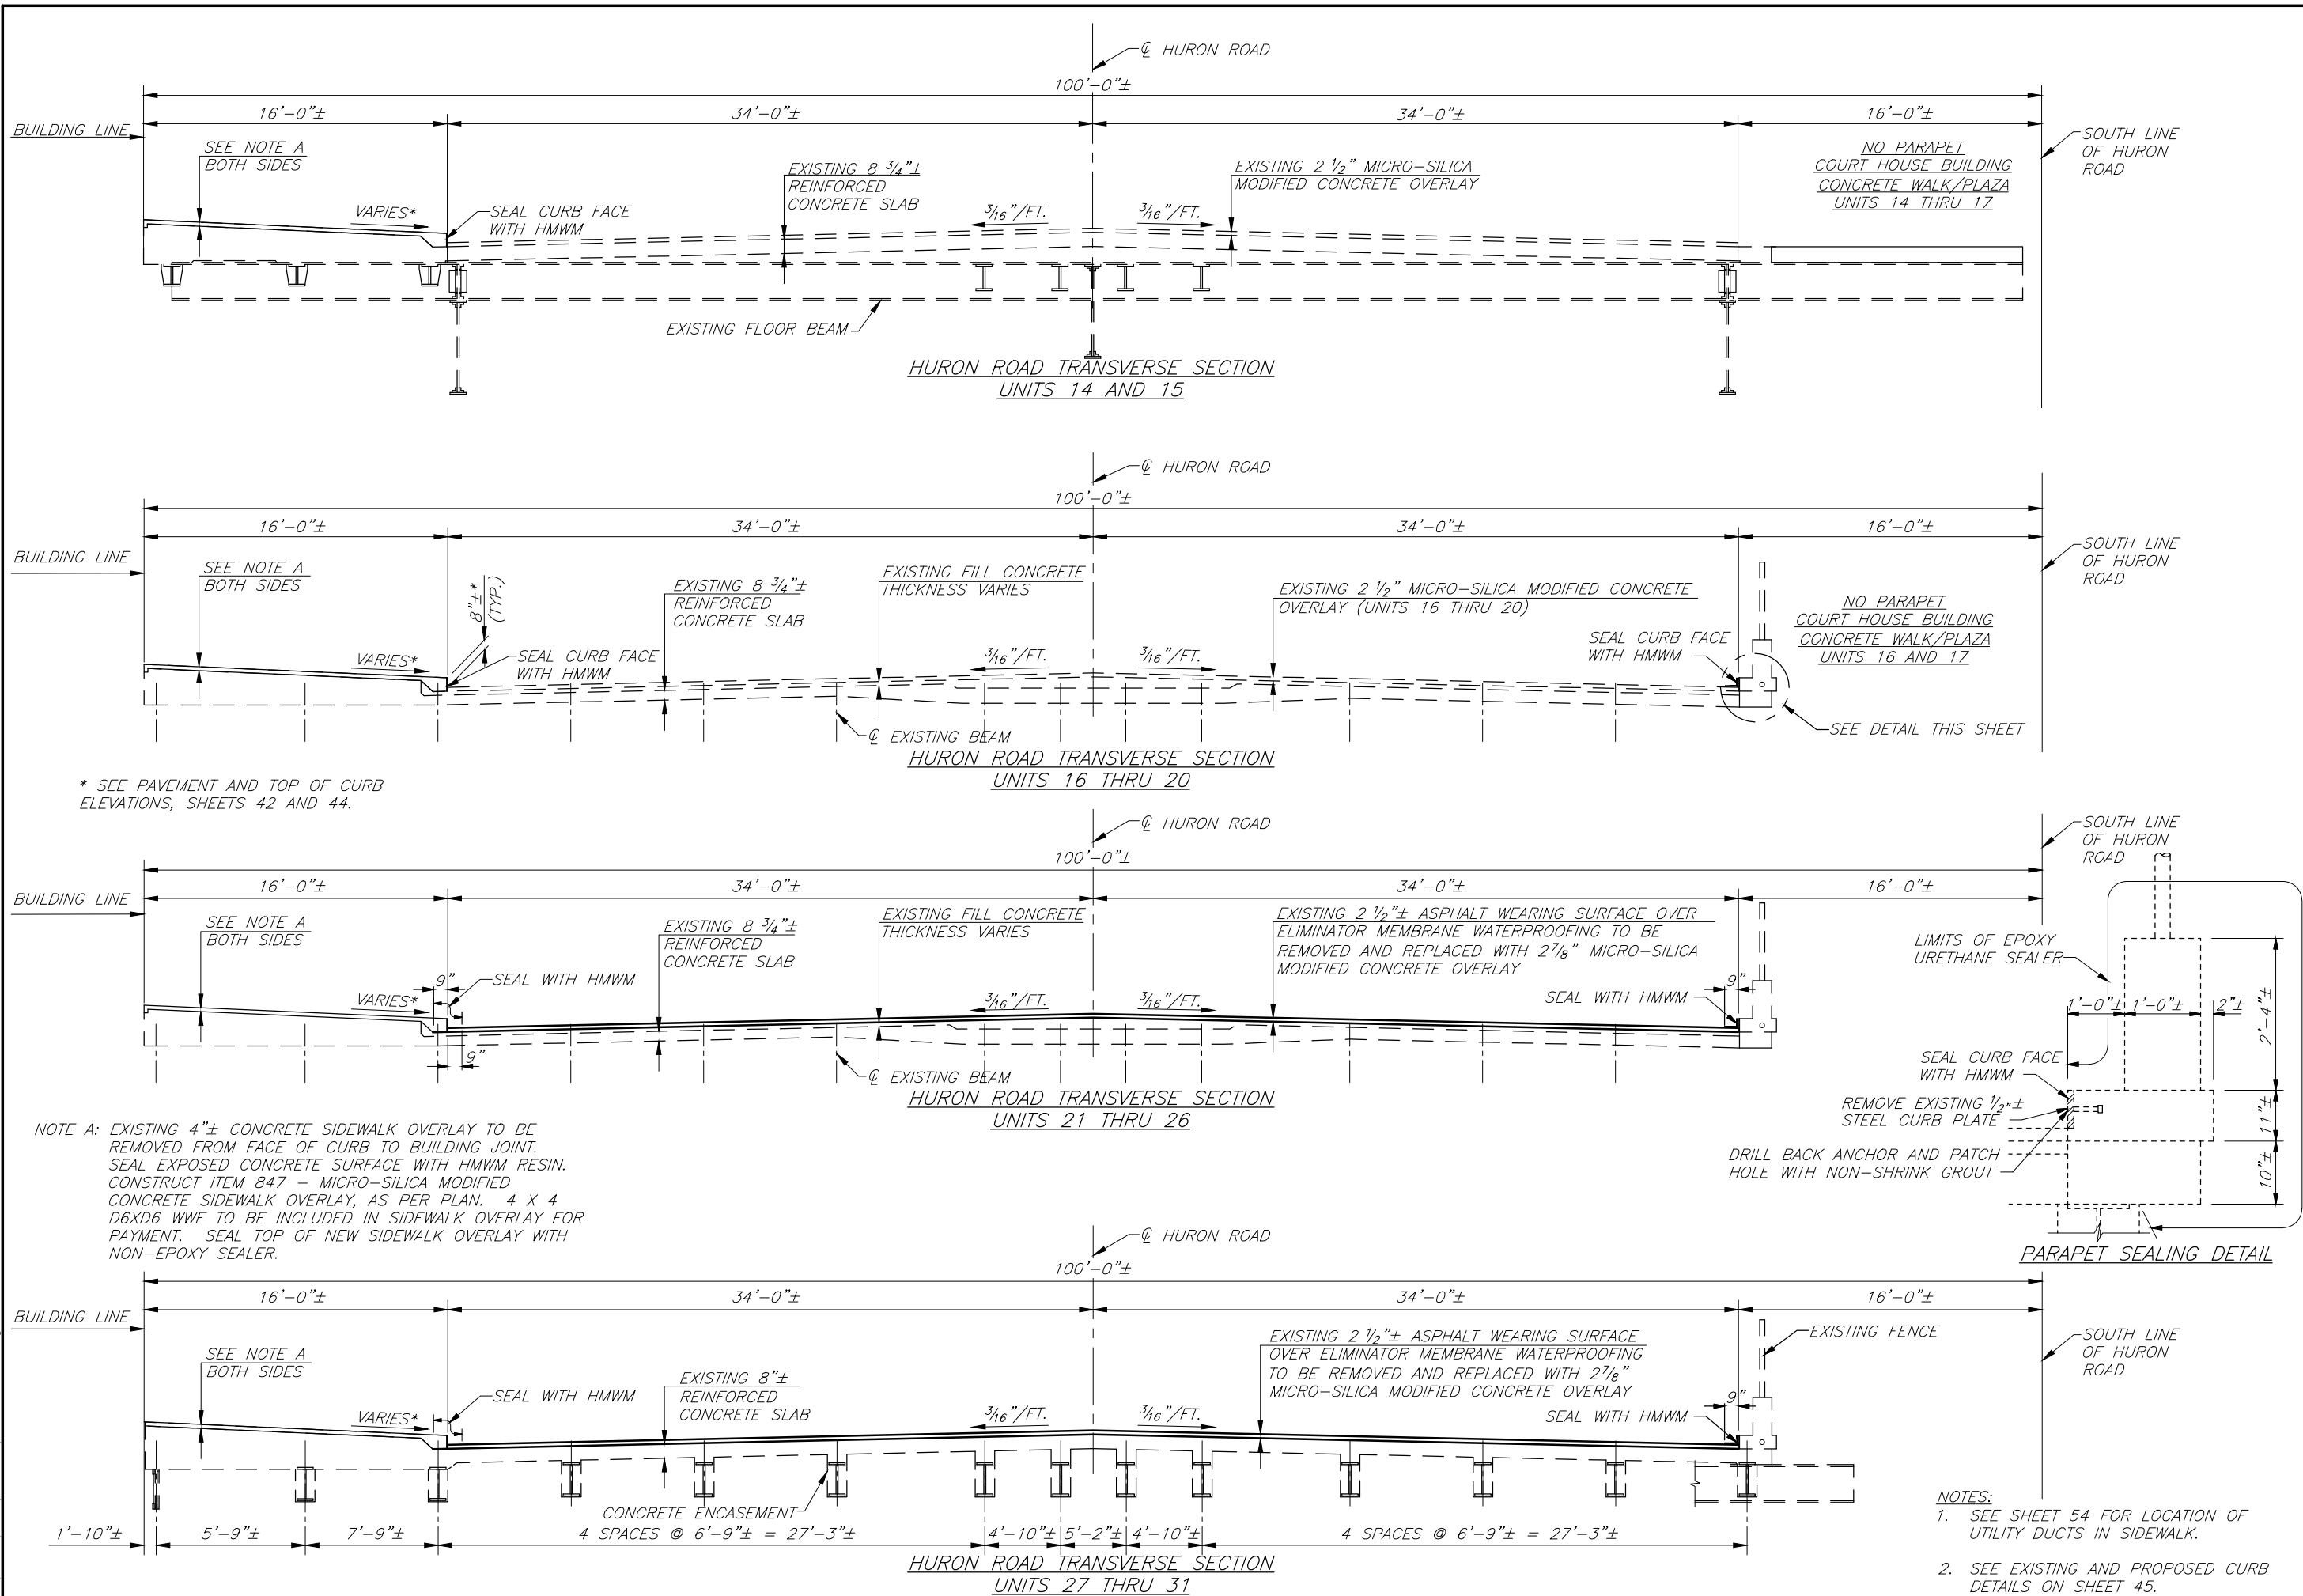 ℄ HURON ROAD
100'-0"±
16'-0"±
34'-0"±
34'-0"±
16'-0"±
BUILDING LINE
SEE NOTE A
BOTH SIDES
VARIES*
SEAL CURB FACE
WITH HMWM
EXISTING 8 3/4"±
REINFORCED
CONCRETE SLAB
3/16"/FT.
3/16"/FT.
EXISTING 2 1/2" MICRO-SILICA
MODIFIED CONCRETE OVERLAY
NO PARAPET
COURT HOUSE BUILDING
CONCRETE WALK/PLAZA
UNITS 14 THRU 17
SOUTH LINE
OF HURON
ROAD
EXISTING FLOOR BEAM
HURON ROAD TRANSVERSE SECTION
UNITS 14 AND 15
℄ HURON ROAD
100'-0"±
16'-0"±
34'-0"±
34'-0"±
16'-0"±
BUILDING LINE
SEE NOTE A
BOTH SIDES
8"±*
(TYP.)
VARIES*
SEAL CURB FACE
WITH HMWM
EXISTING 8 3/4"±
REINFORCED
CONCRETE SLAB
EXISTING FILL CONCRETE
THICKNESS VARIES
3/16"/FT.
3/16"/FT.
EXISTING 2 1/2" MICRO-SILICA MODIFIED CONCRETE
OVERLAY (UNITS 16 THRU 20)
SEAL CURB FACE
WITH HMWM
NO PARAPET
COURT HOUSE BUILDING
CONCRETE WALK/PLAZA
UNITS 16 AND 17
SOUTH LINE
OF HURON
ROAD
SEE DETAIL THIS SHEET
℄ EXISTING BEAM
HURON ROAD TRANSVERSE SECTION
UNITS 16 THRU 20
* SEE PAVEMENT AND TOP OF CURB
ELEVATIONS, SHEETS 42 AND 44.
℄ HURON ROAD
100'-0"±
16'-0"±
34'-0"±
34'-0"±
16'-0"±
BUILDING LINE
SEE NOTE A
BOTH SIDES
VARIES*
9"
SEAL WITH HMWM
9"
EXISTING 8 3/4"±
REINFORCED
CONCRETE SLAB
EXISTING FILL CONCRETE
THICKNESS VARIES
3/16"/FT.
3/16"/FT.
EXISTING 2 1/2"± ASPHALT WEARING SURFACE OVER
ELIMINATOR MEMBRANE WATERPROOFING TO BE
REMOVED AND REPLACED WITH 2 7/8" MICRO-SILICA
MODIFIED CONCRETE OVERLAY
SEAL WITH HMWM
9"
SOUTH LINE
OF HURON
ROAD
℄ EXISTING BEAM
HURON ROAD TRANSVERSE SECTION
UNITS 21 THRU 26
LIMITS OF EPOXY
URETHANE SEALER
1'-0"±
1'-0"±
2"±
2'-4"±
SEAL CURB FACE
WITH HMWM
REMOVE EXISTING 1/2"±
STEEL CURB PLATE
11"±
DRILL BACK ANCHOR AND PATCH
HOLE WITH NON-SHRINK GROUT
10"±
PARAPET SEALING DETAIL
NOTE A: EXISTING 4"± CONCRETE SIDEWALK OVERLAY TO BE
REMOVED FROM FACE OF CURB TO BUILDING JOINT.
SEAL EXPOSED CONCRETE SURFACE WITH HMWM RESIN.
CONSTRUCT ITEM 847 - MICRO-SILICA MODIFIED
CONCRETE SIDEWALK OVERLAY, AS PER PLAN. 4 X 4
D6XD6 WWF TO BE INCLUDED IN SIDEWALK OVERLAY FOR
PAYMENT. SEAL TOP OF NEW SIDEWALK OVERLAY WITH
NON-EPOXY SEALER.
℄ HURON ROAD
100'-0"±
16'-0"±
34'-0"±
34'-0"±
16'-0"±
BUILDING LINE
SEE NOTE A
BOTH SIDES
VARIES*
SEAL WITH HMWM
EXISTING 8"±
REINFORCED
CONCRETE SLAB
3/16"/FT.
3/16"/FT.
EXISTING 2 1/2"± ASPHALT WEARING SURFACE
OVER ELIMINATOR MEMBRANE WATERPROOFING
TO BE REMOVED AND REPLACED WITH 2 7/8"
MICRO-SILICA MODIFIED CONCRETE OVERLAY
SEAL WITH HMWM
9"
EXISTING FENCE
SOUTH LINE
OF HURON
ROAD
CONCRETE ENCASEMENT
1'-10"±
5'-9"±
7'-9"±
4 SPACES @ 6'-9"± = 27'-3"±
4'-10"±
5'-2"±
4'-10"±
4 SPACES @ 6'-9"± = 27'-3"±
HURON ROAD TRANSVERSE SECTION
UNITS 27 THRU 31
NOTES:
1. SEE SHEET 54 FOR LOCATION OF
UTILITY DUCTS IN SIDEWALK.
2. SEE EXISTING AND PROPOSED CURB
DETAILS ON SHEET 45.